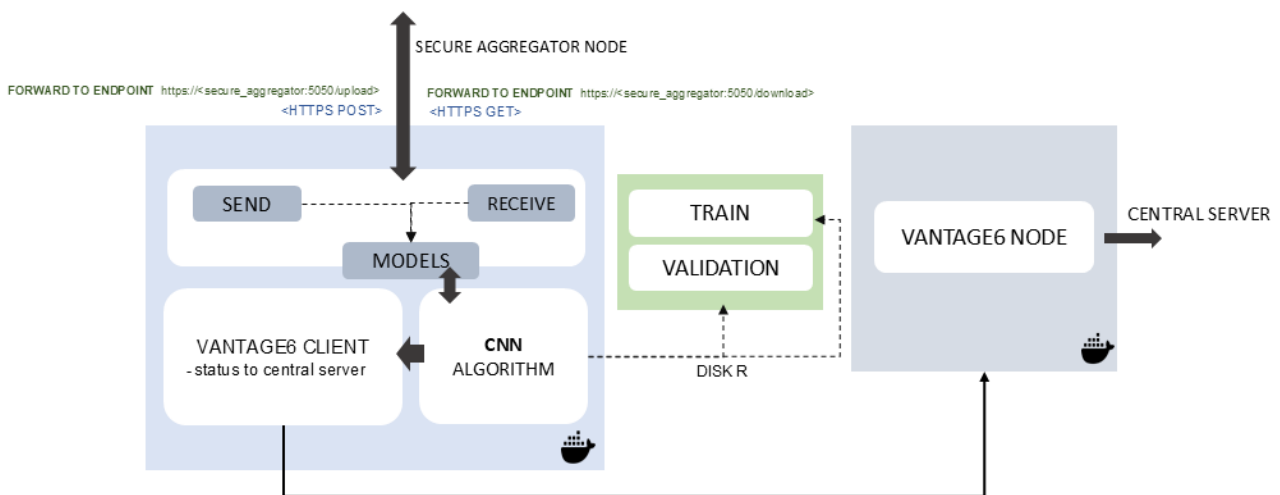 SECURE AGGREGATOR NODE
FORWARD TO ENDPOINT https://<secure_aggregator:5050/upload>
<HTTPS POST>
FORWARD TO ENDPOINT https://<secure_aggregator:5050/download>
<HTTPS GET>
SEND
RECEIVE
MODELS
VANTAGE6 CLIENT
- status to central server
CNN
ALGORITHM
TRAIN
VALIDATION
DISK R
VANTAGE6 NODE
CENTRAL SERVER